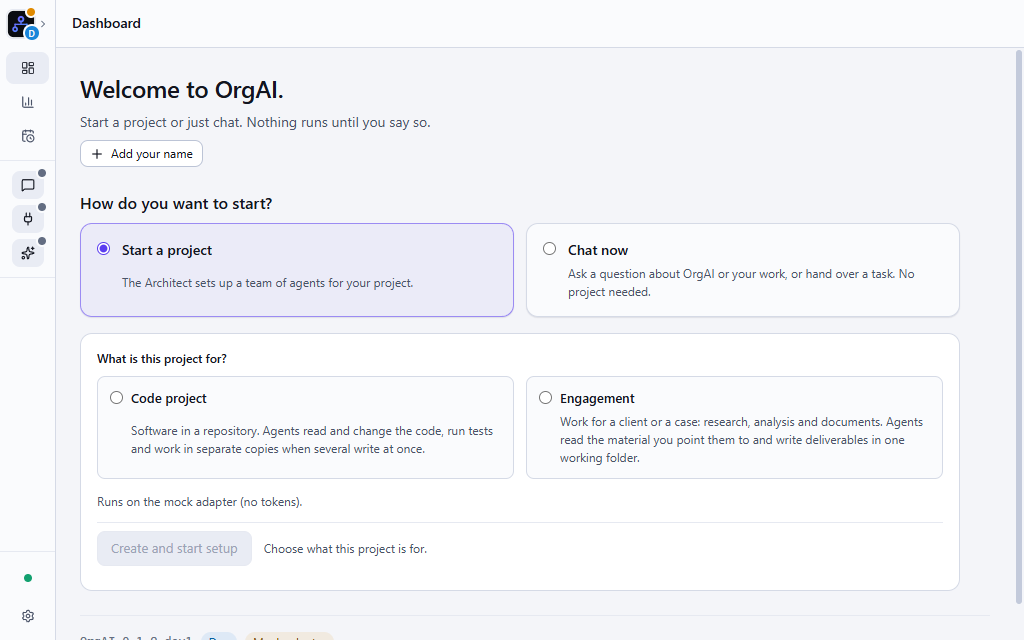 D
Dashboard
Welcome to OrgAI.
Start a project or just chat. Nothing runs until you say so.
Add your name
How do you want to start?
Start a project
The Architect sets up a team of agents for your project.
Chat now
Ask a question about OrgAI or your work, or hand over a task. No
project needed.
What is this project for?
Code project
Software in a repository. Agents read and change the code, run tests
and work in separate copies when several write at once.
Engagement
Work for a client or a case: research, analysis and documents. Agents
read the material you point them to and write deliverables in one
working folder.
Runs on the mock adapter (no tokens).
Create and start setup
Choose what this project is for.